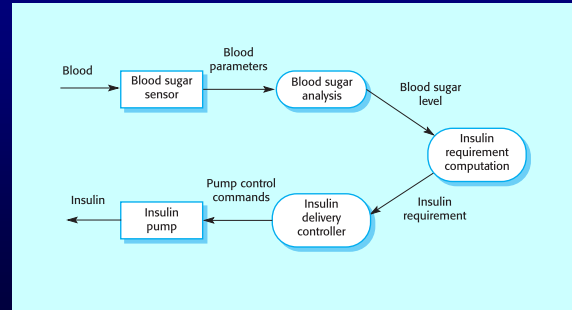 Blood
Blood sugar
sensor
Blood
parameters
Blood sugar
analysis
Blood sugar
level
Insulin
requirement
computation
Insulin
requirement
Insulin
delivery
controller
Pump control
commands
Insulin
pump
Insulin